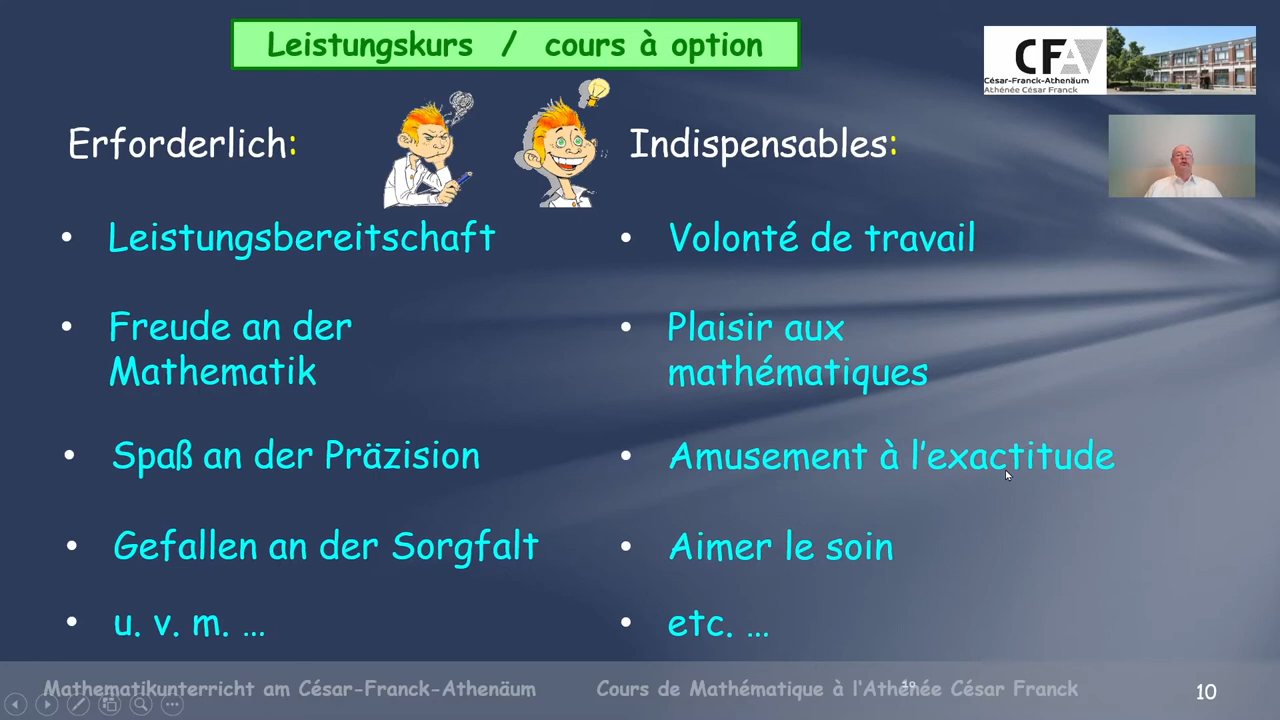 Leistungskurs / cours à option
CFA
César-Franck-Athenäum
Athénée César Franck
Erforderlich:
Indispensables:
• Leistungsbereitschaft
• Volonté de travail
• Freude an der
Mathematik
• Plaisir aux
mathématiques
• Spaß an der Präzision
• Amusement à l'exactitude
• Gefallen an der Sorgfalt
• Aimer le soin
• u. v. m. ...
• etc. ...
Mathematikunterricht am César-Franck-Athenäum
Cours de Mathématique à l'Athénée César Franck
10